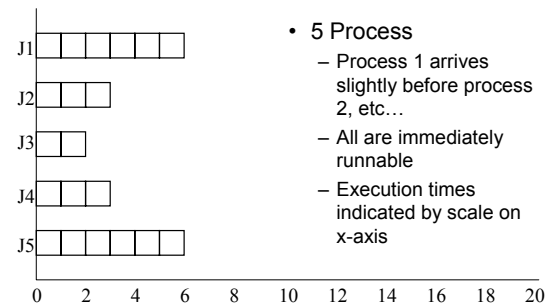 J1
J2
J3
J4
J5
0 2 4 6 8 10 12 14 16 18 20
• 5 Process
– Process 1 arrives
slightly before process
2, etc…
– All are immediately
runnable
– Execution times
indicated by scale on
x-axis